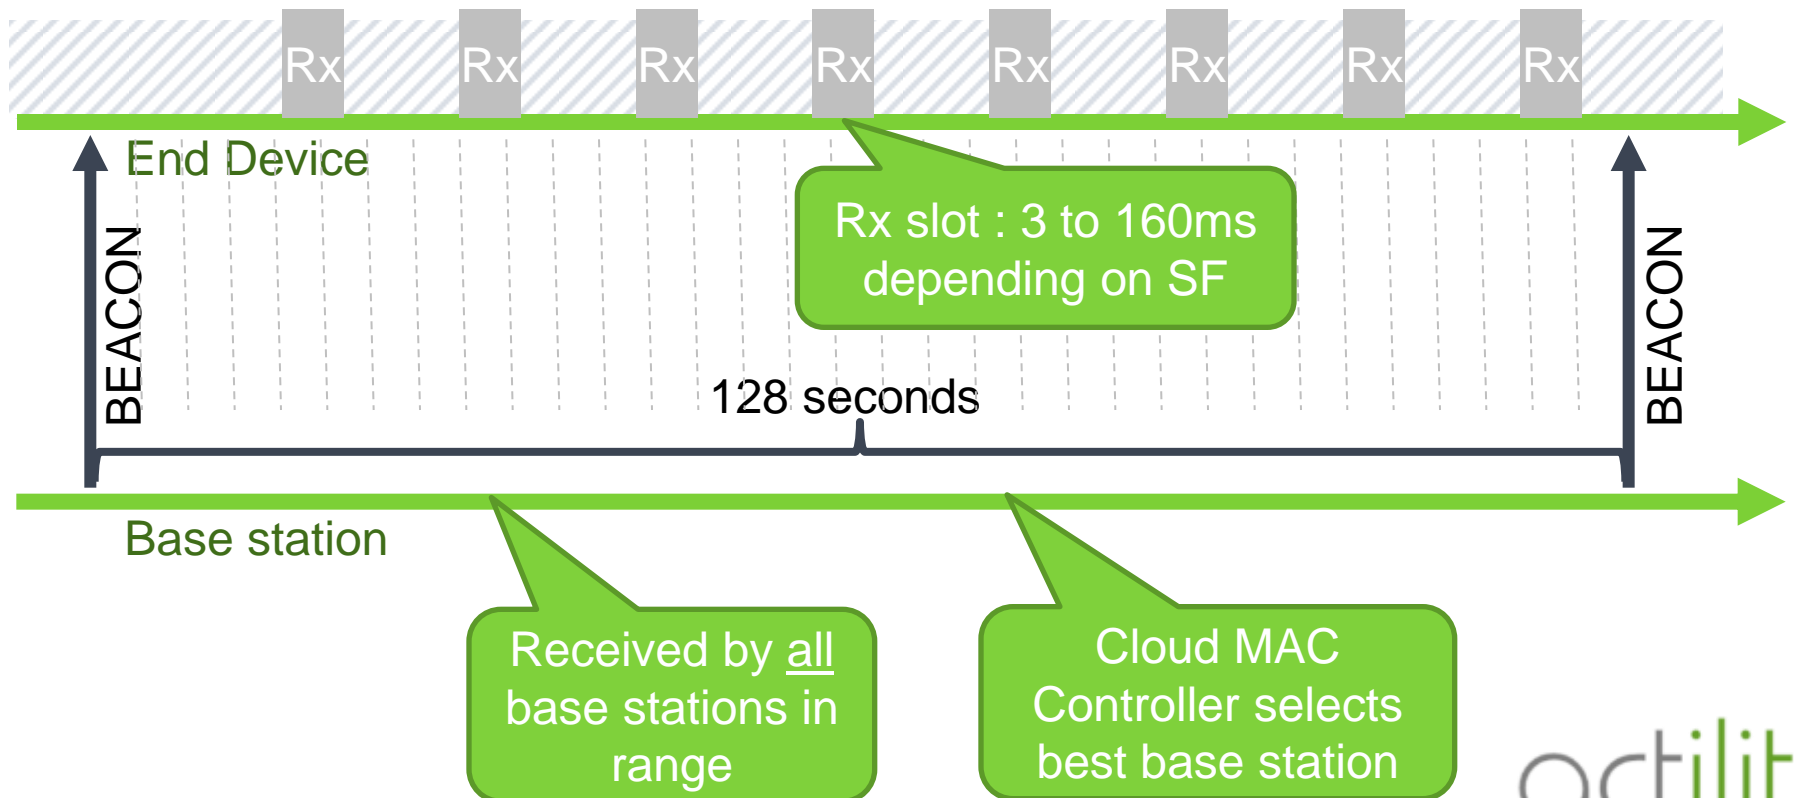 Rx Rx Rx Rx Rx Rx Rx Rx
End Device
Rx slot : 3 to 160ms
depending on SF
BEACON
BEACON
128 seconds
Base station
Received by all
base stations in
range
Cloud MAC
Controller selects
best base station
actilit